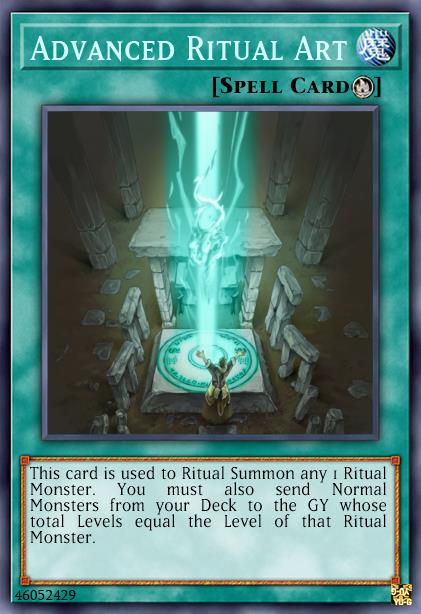 ADVANCED RITUAL ART
魔
[SPELL CARD]
This card is used to Ritual Summon any 1 Ritual
Monster. You must also send Normal
Monsters from your Deck to the GY whose
total Levels equal the Level of that Ritual
Monster.
46052429